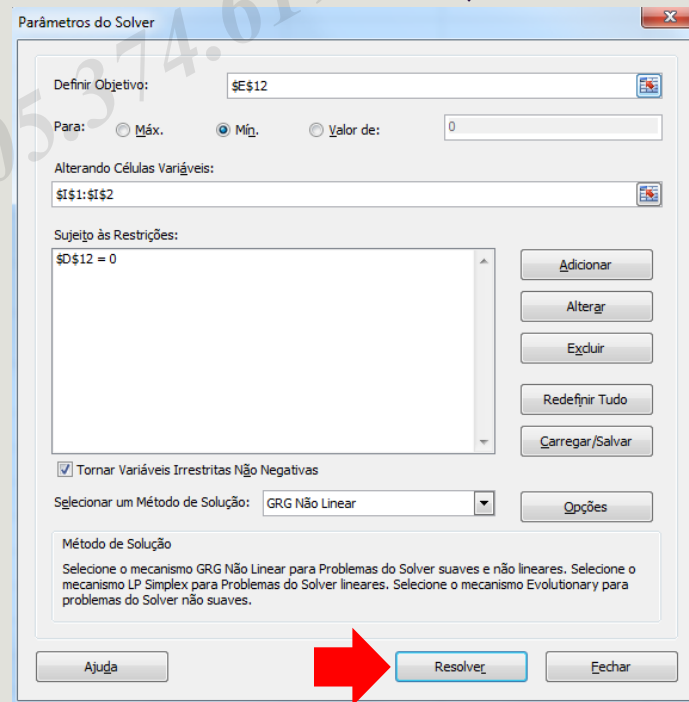 Parâmetros do Solver
Definir Objetivo: $E$12
Para: Máx. Mín. Valor de: 0
Alterando Células Variáveis:
$I$1:$I$2
Sujeito às Restrições:
$D$12 = 0
Adicionar
Alterar
Excluir
Redefinir Tudo
Carregar/Salvar
Tornar Variáveis Irrestritas Não Negativas
Selecionar um Método de Solução: GRG Não Linear
Opções
Método de Solução
Selecione o mecanismo GRG Não Linear para Problemas do Solver suaves e não lineares. Selecione o
mecanismo LP Simplex para Problemas do Solver lineares. Selecione o mecanismo Evolutionary para
problemas do Solver não suaves.
Ajuda
Resolver
Fechar